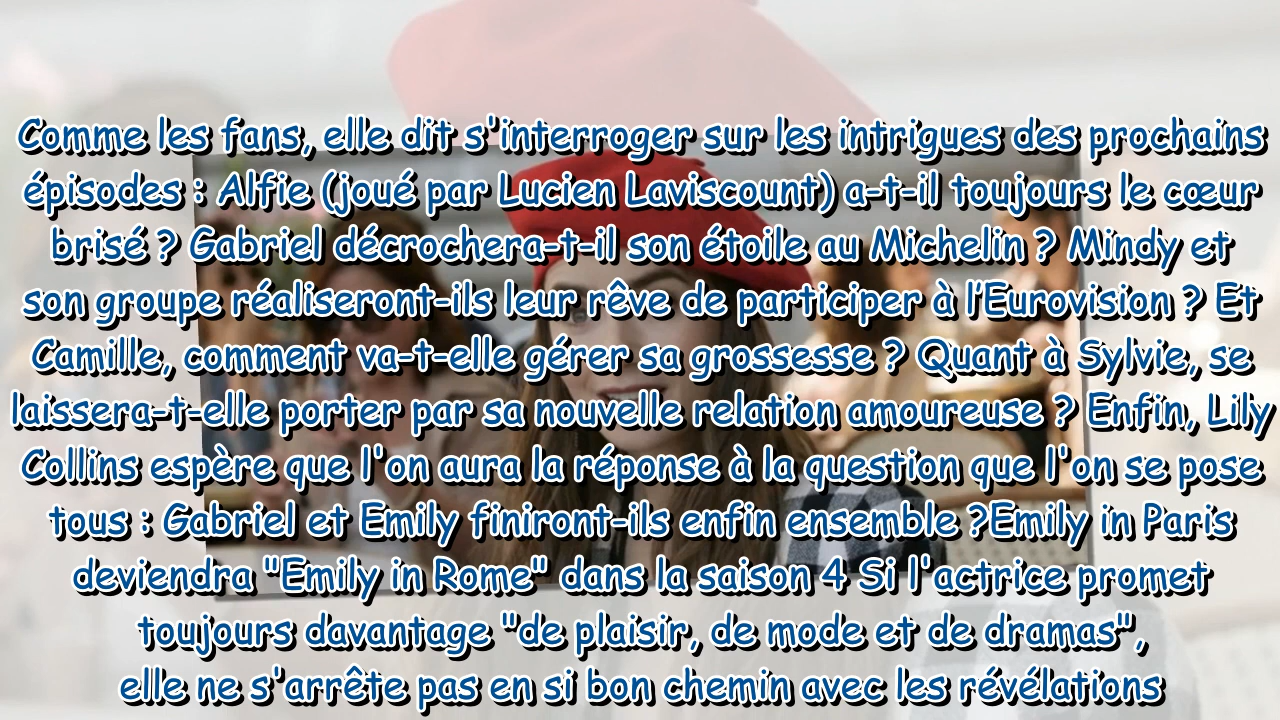 Comme les fans, elle dit s'interroger sur les intrigues des prochains
épisodes : Alfie (joué par Lucien Laviscount) a-t-il toujours le cœur
brisé ? Gabriel décrochera-t-il son étoile au Michelin ? Mindy et
son groupe réaliseront-ils leur rêve de participer à l’Eurovision ? Et
Camille, comment va-t-elle gérer sa grossesse ? Quant à Sylvie, se
laissera-t-elle porter par sa nouvelle relation amoureuse ? Enfin, Lily
Collins espère que l'on aura la réponse à la question que l'on se pose
tous : Gabriel et Emily finiront-ils enfin ensemble ?Emily in Paris
deviendra "Emily in Rome" dans la saison 4 Si l'actrice promet
toujours davantage "de plaisir, de mode et de dramas",
elle ne s'arrête pas en si bon chemin avec les révélations